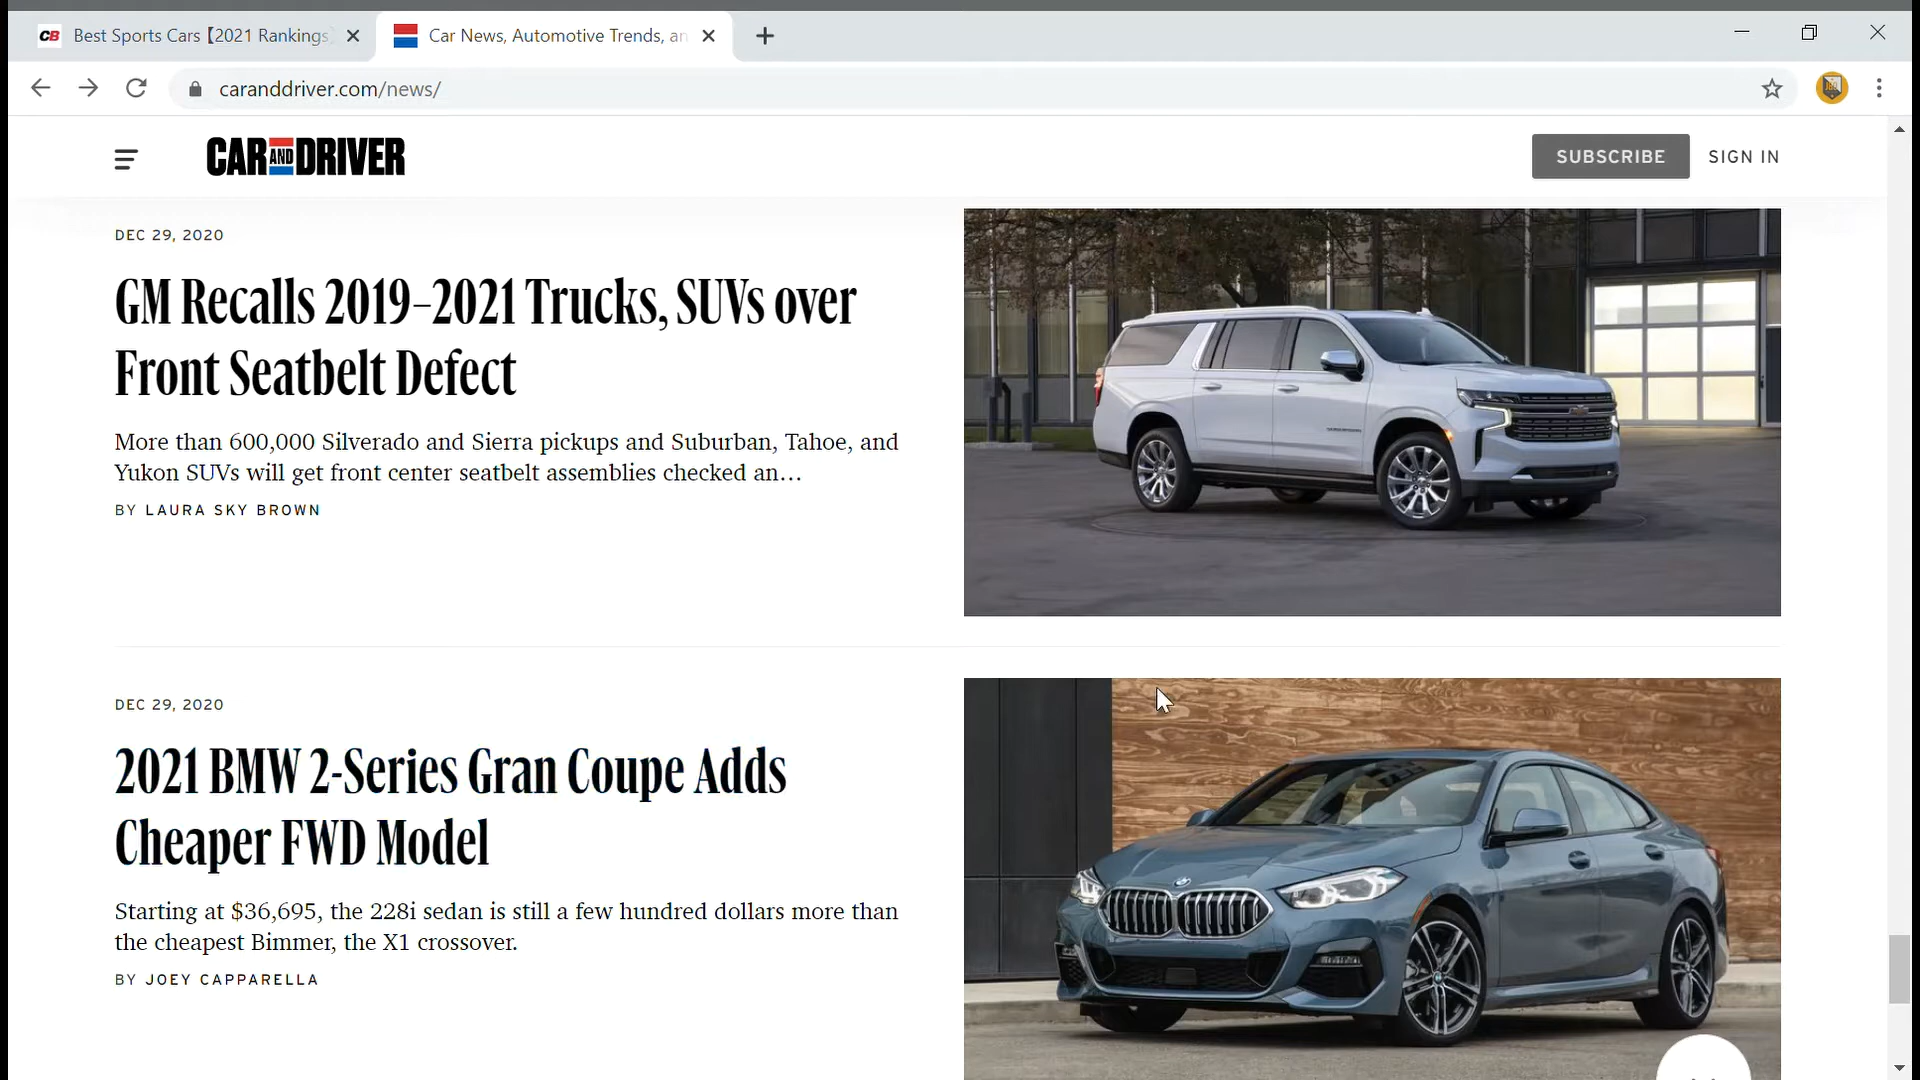 CB Best Sports Cars【2021 Rankings】
Car News, Automotive Trends, an
caranddriver.com/news/
CAR AND DRIVER
SUBSCRIBE
SIGN IN
DEC 29, 2020
GM Recalls 2019–2021 Trucks, SUVs over
Front Seatbelt Defect
More than 600,000 Silverado and Sierra pickups and Suburban, Tahoe, and
Yukon SUVs will get front center seatbelt assemblies checked an...
BY LAURA SKY BROWN
DEC 29, 2020
2021 BMW 2-Series Gran Coupe Adds
Cheaper FWD Model
Starting at $36,695, the 228i sedan is still a few hundred dollars more than
the cheapest Bimmer, the X1 crossover.
BY JOEY CAPPARELLA